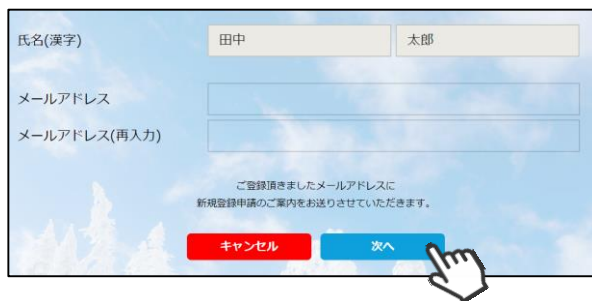 氏名(漢字) 田中 太郎
メールアドレス
メールアドレス(再入力)
ご登録頂きましたメールアドレスに
新規登録申請のご案内をお送りさせていただきます。
キャンセル 次へ